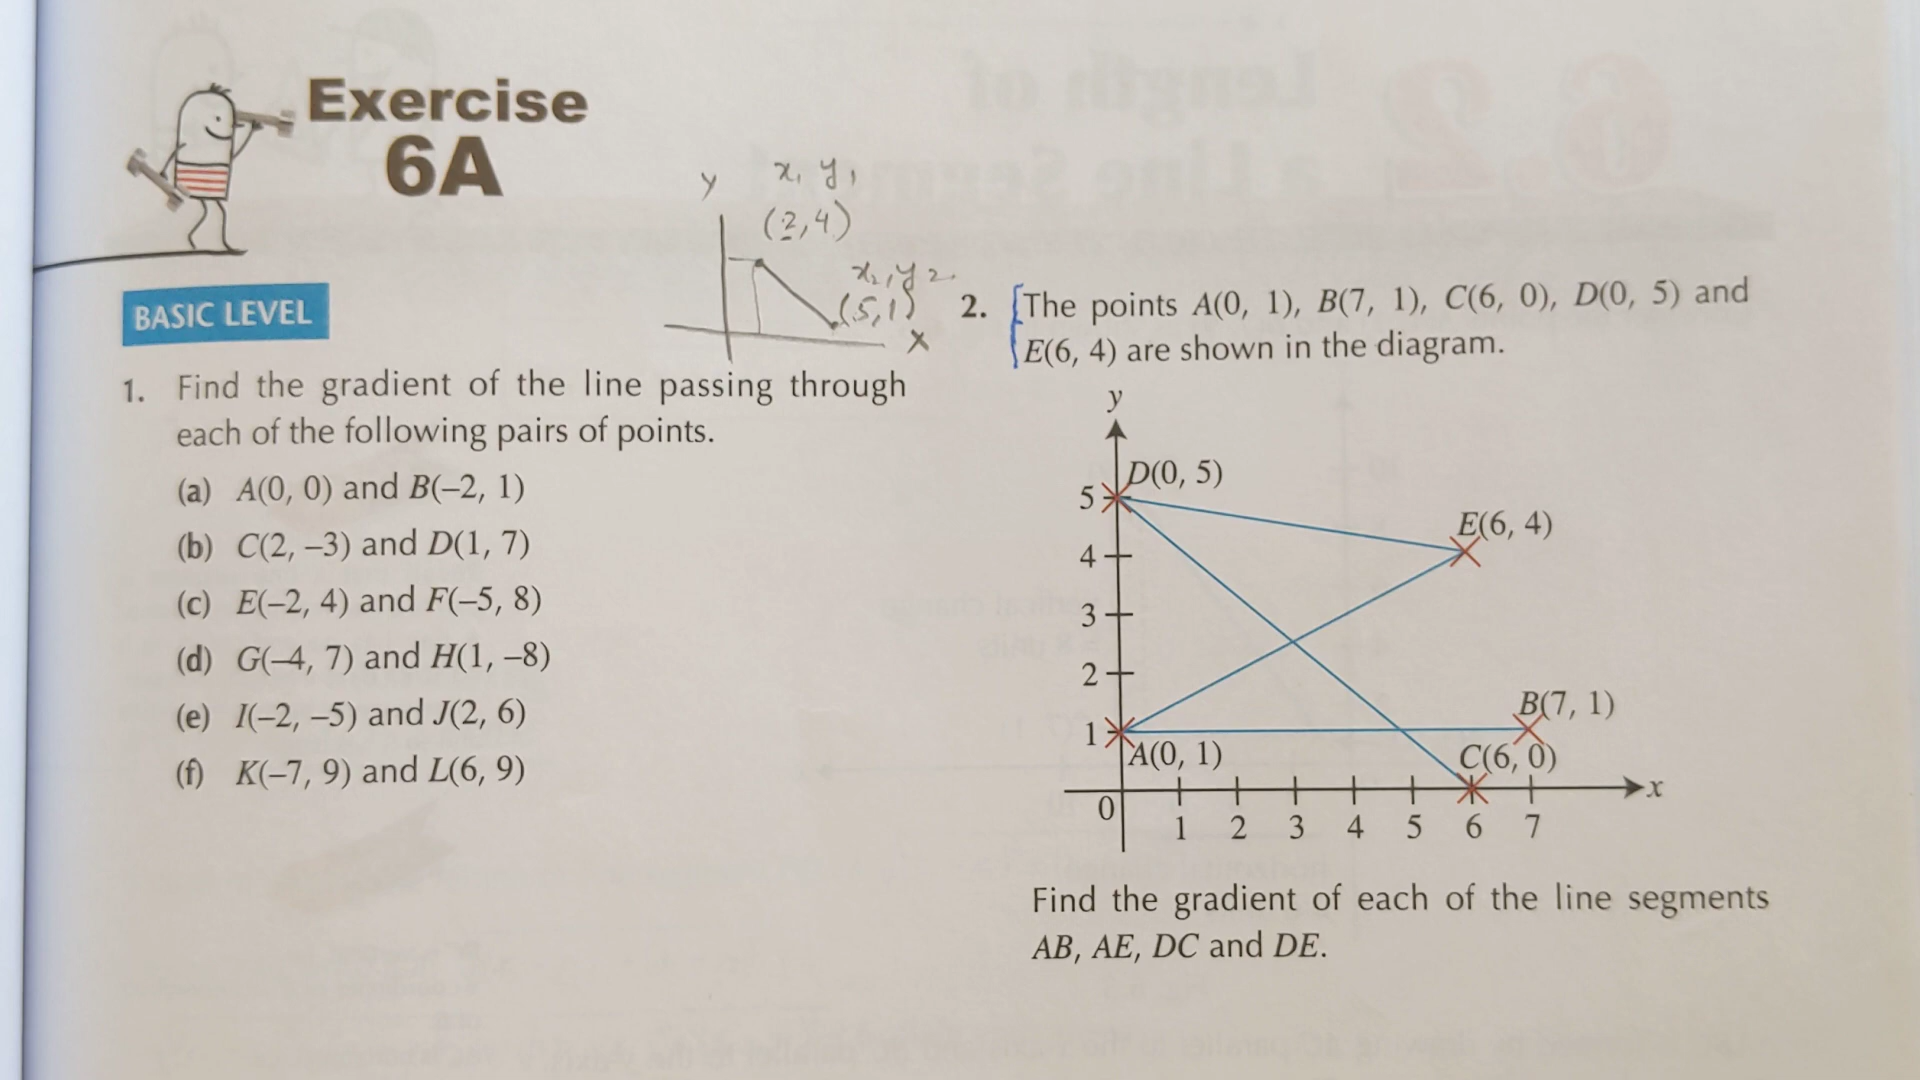 Exercise
6A
y
x₁ y₁
(2,4)
x₂,y₂
(5,1)
x
BASIC LEVEL
1. Find the gradient of the line passing through
each of the following pairs of points.
(a) A(0, 0) and B(–2, 1)
(b) C(2, –3) and D(1, 7)
(c) E(–2, 4) and F(–5, 8)
(d) G(–4, 7) and H(1, –8)
(e) I(–2, –5) and J(2, 6)
(f) K(–7, 9) and L(6, 9)
2. The points A(0, 1), B(7, 1), C(6, 0), D(0, 5) and
E(6, 4) are shown in the diagram.
y
D(0, 5)
5
E(6, 4)
4
3
2
B(7, 1)
1
A(0, 1)
C(6, 0)
x
0
1 2 3 4 5 6 7
Find the gradient of each of the line segments
AB, AE, DC and DE.